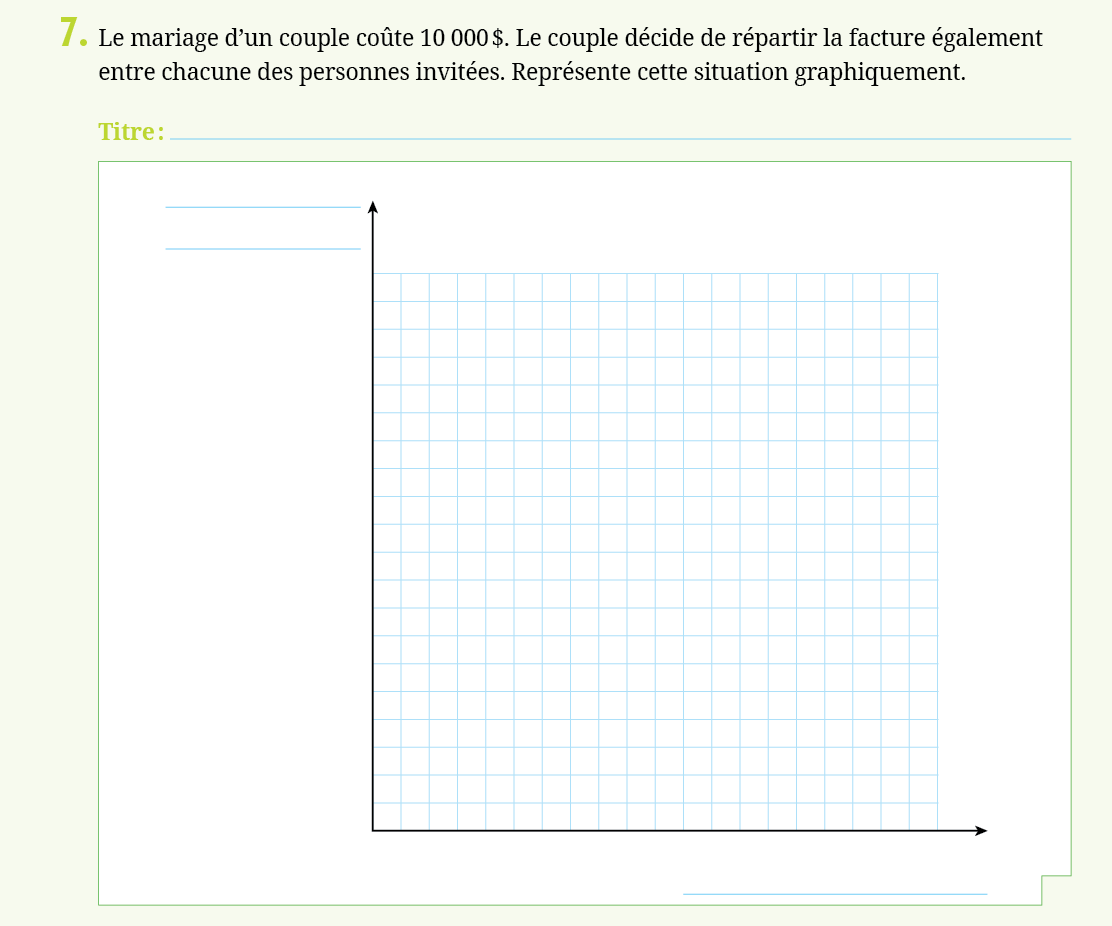 7. Le mariage d’un couple coûte 10 000 $. Le couple décide de répartir la facture également
entre chacune des personnes invitées. Représente cette situation graphiquement.
Titre :